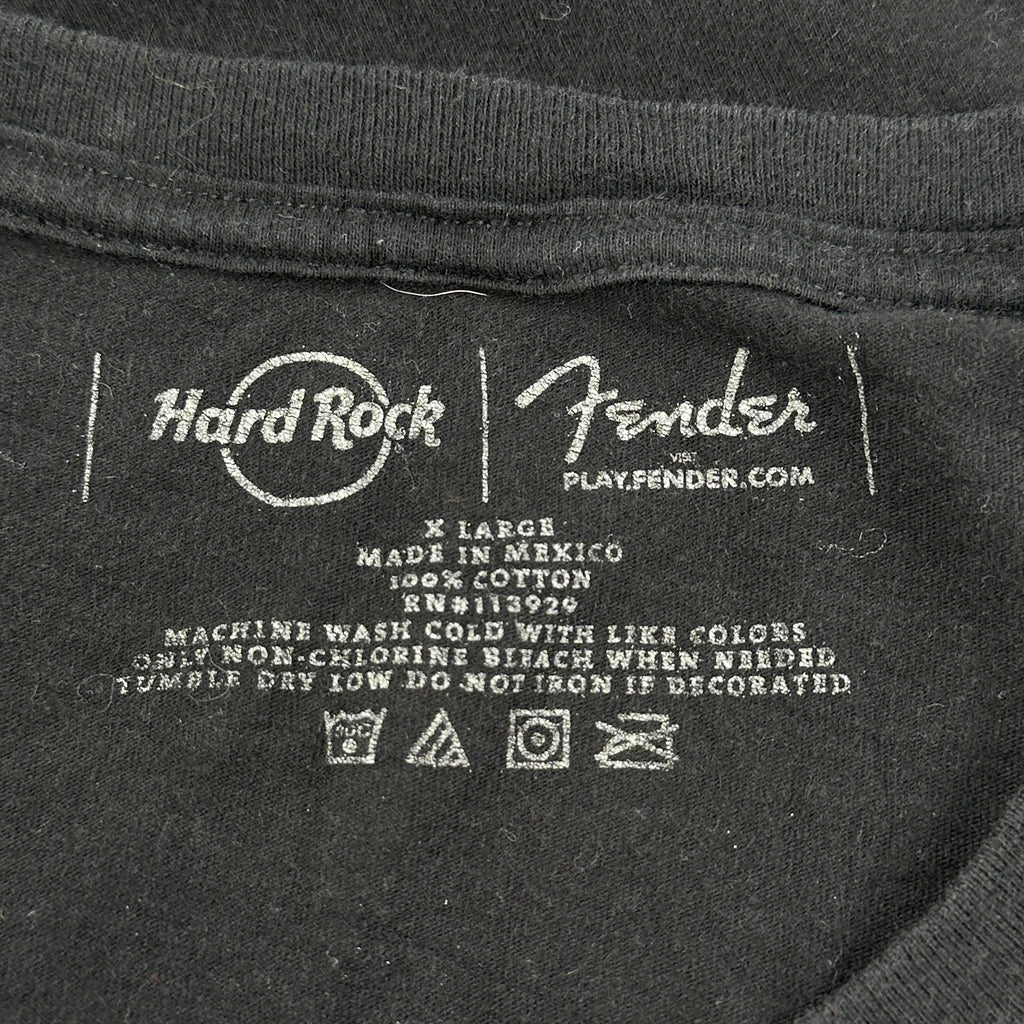 Hard Rock
Fender
VISIT
PLAY.FENDER.COM
X LARGE
MADE IN MEXICO
100% COTTON
RN#113929
MACHINE WASH COLD WITH LIKE COLORS
ONLY NON-CHLORINE BLEACH WHEN NEEDED
TUMBLE DRY LOW DO NOT IRON IF DECORATED